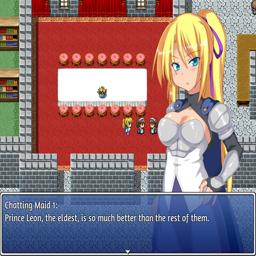 Chatting Maid 1:
Prince Leon, the eldest, is so much better than the rest of them.